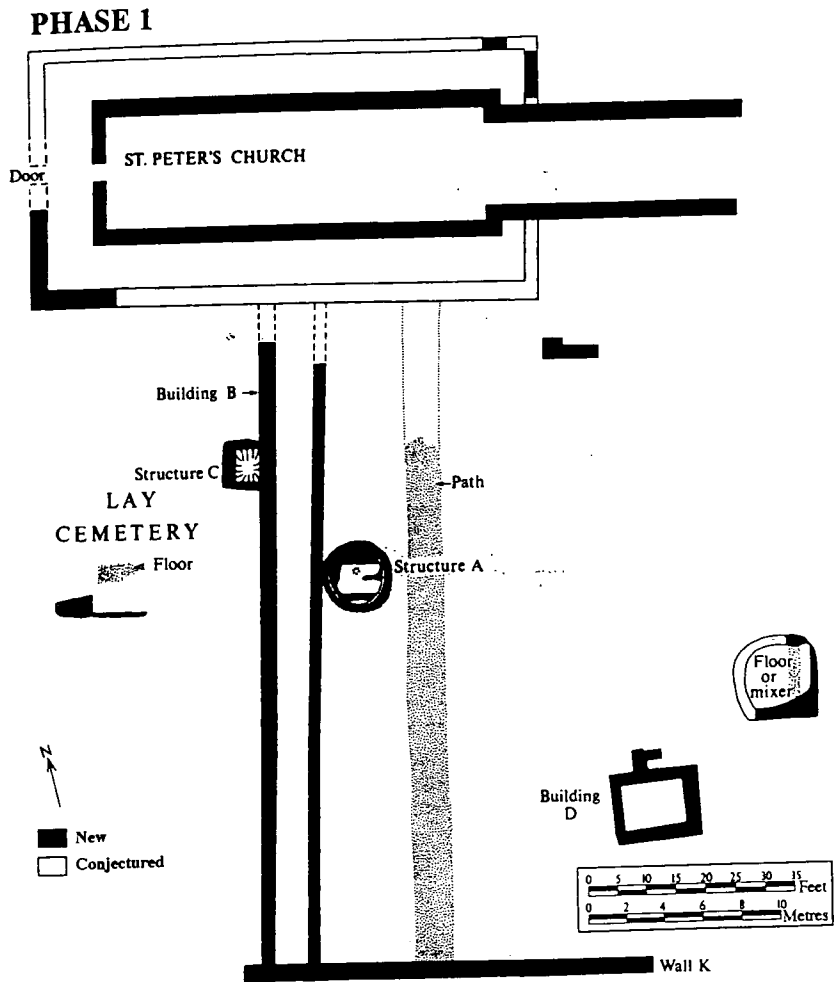 PHASE 1
ST. PETER'S CHURCH
Door
Building B
Structure C
Path
LAY
CEMETERY
Floor
Structure A
Floor
or
mixer
N
Building
D
New
Conjectured
0 5 10 15 20 25 30 35
Feet
0 2 4 6 8 10
Metres
Wall K